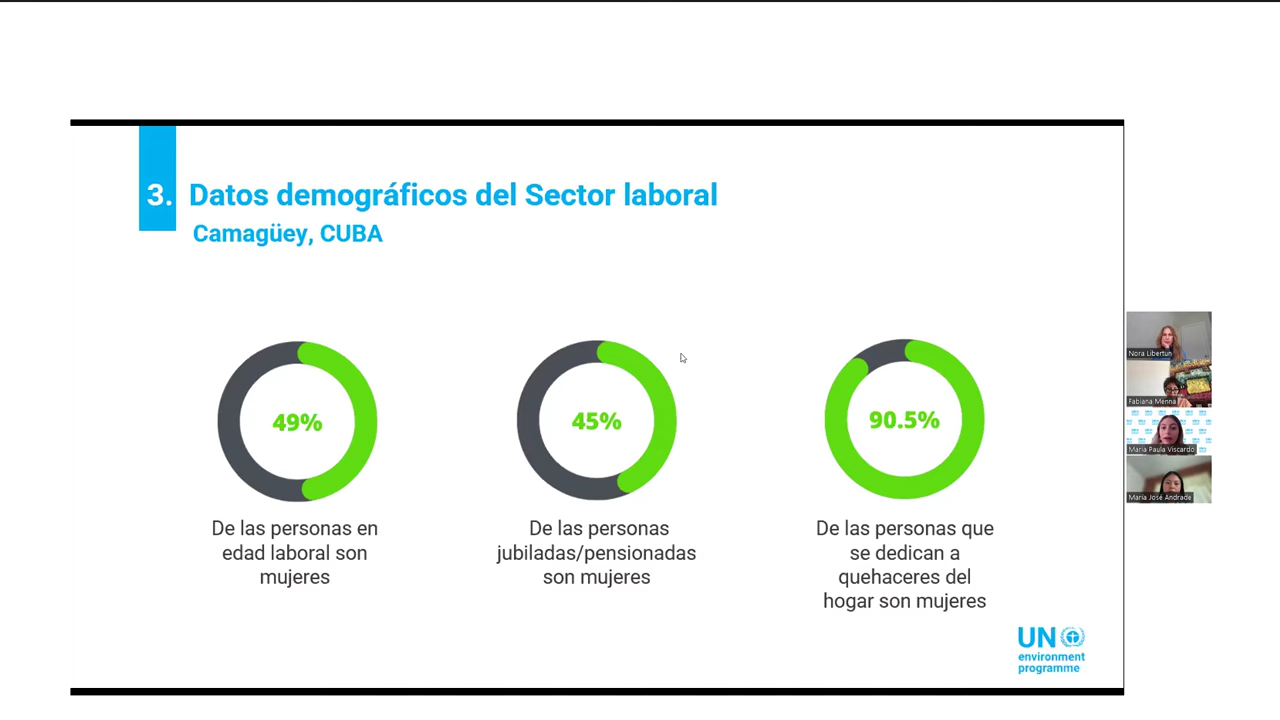 3. Datos demográficos del Sector laboral
Camagüey, CUBA
49%
De las personas en
edad laboral son
mujeres
45%
De las personas
jubiladas/pensionadas
son mujeres
90.5%
De las personas que
se dedican a
quehaceres del
hogar son mujeres
UN
environment
programme
Nora Libertun
Fabiana Menna
Maria Paula Viscardo
Maria José Andrade